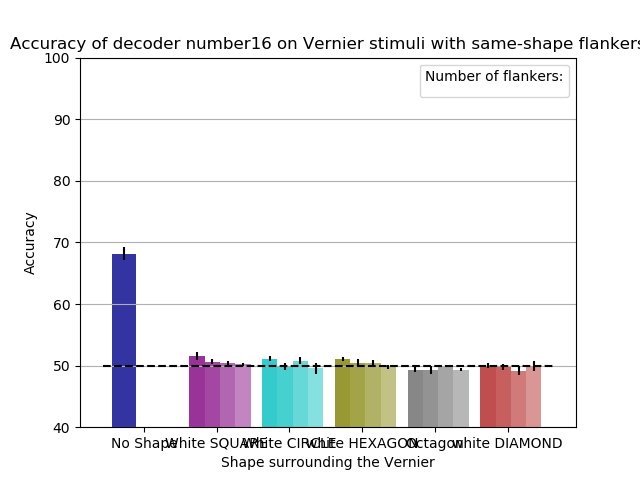 Accuracy of decoder number16 on Vernier stimuli with same-shape flankers
Number of flankers:
100
90
80
70
60
50
40
Accuracy
No Shape
White SQUARE
White CIRCLE
white HEXAGON
Octagon
white DIAMOND
Shape surrounding the Vernier